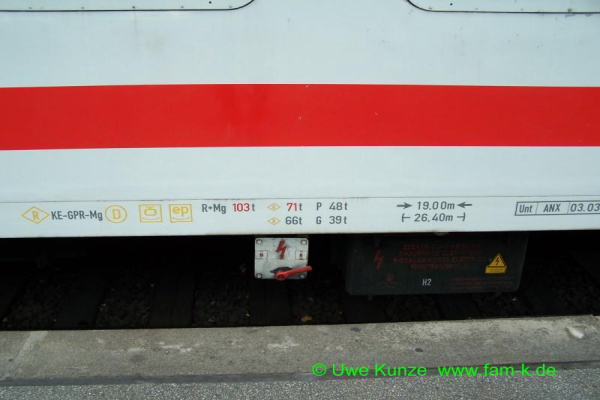 R KE-GPR-Mg D ep R+Mg 103t 71t P 48t 19,00m Unt ANX 03.03
66t G 39t 26,40m
H2
© Uwe Kunze www.fam-k.de